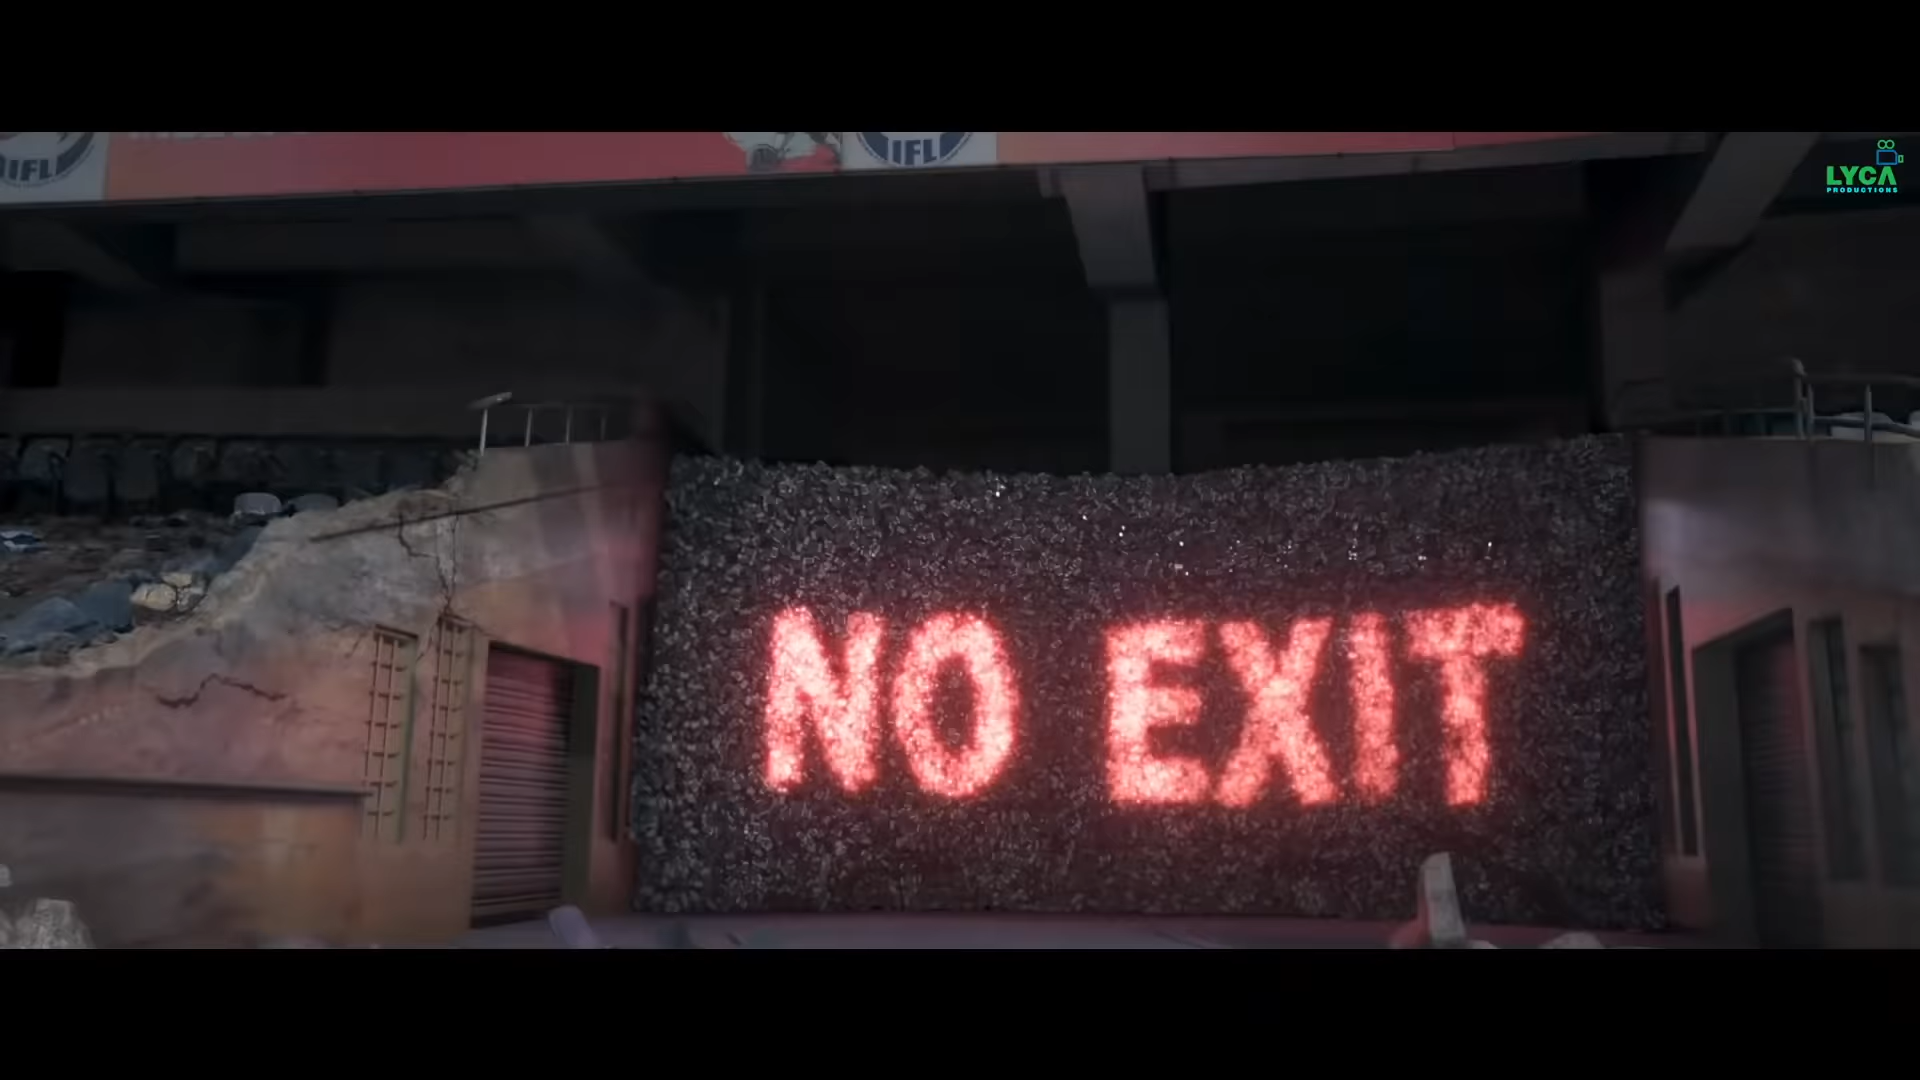 IFL
IFL
LYCA
PRODUCTIONS
NO EXIT